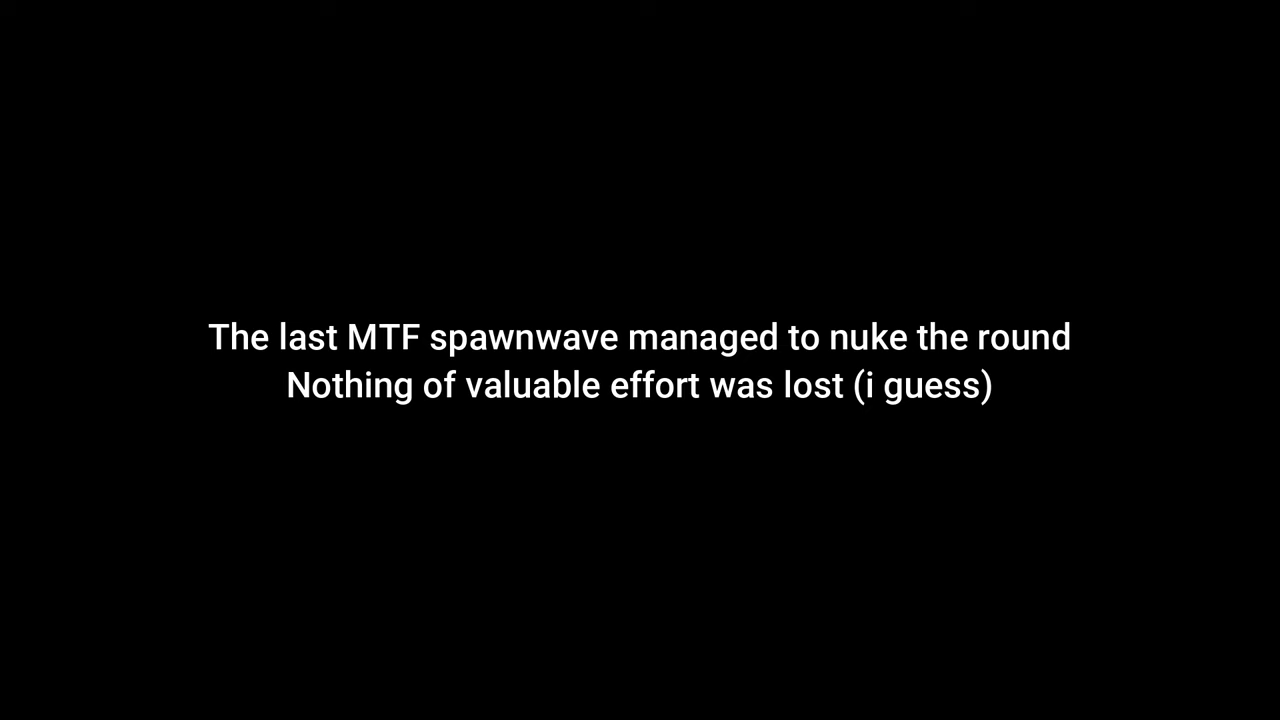 The last MTF spawnwave managed to nuke the round
Nothing of valuable effort was lost (i guess)